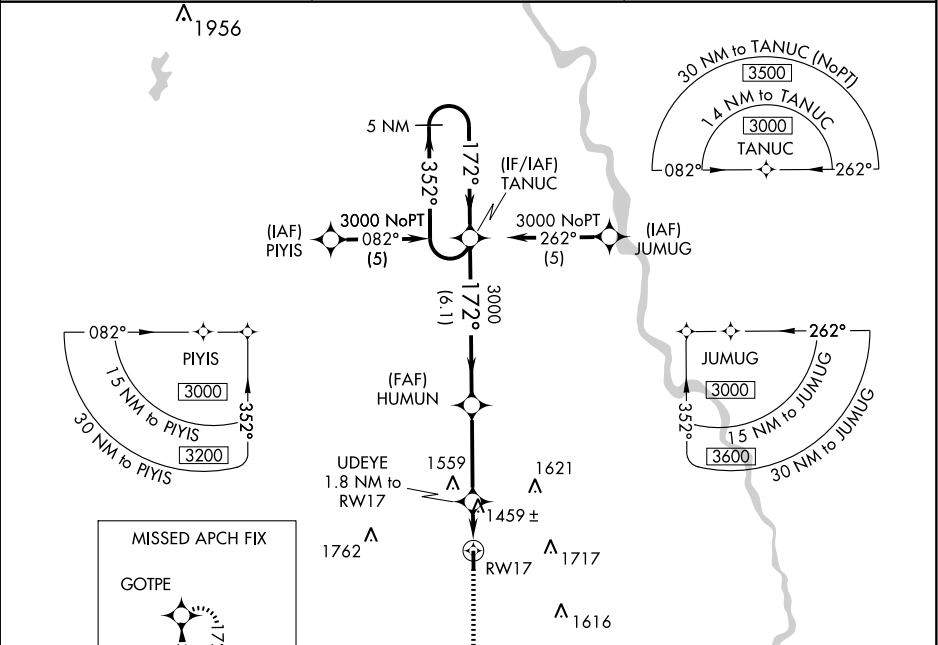 1956
30 NM to TANUC (NoPT)
3500
14 NM to TANUC
3000
TANUC
082°
262°
5 NM
172°
352°
(IF/IAF)
TANUC
(IAF)
PIYIS
3000 NoPT
082°
(5)
3000 NoPT
262°
(5)
(IAF)
JUMUG
3000
172°
(6.1)
082°
PIYIS
3000
15 NM to PIYIS
352°
3200
30 NM to PIYIS
262°
JUMUG
3000
15 NM to JUMUG
352°
3600
30 NM to JUMUG
(FAF)
HUMUN
UDEYE
1.8 NM to
RW17
1559
1621
1459 ±
1762
1717
RW17
1616
MISSED APCH FIX
GOTPE